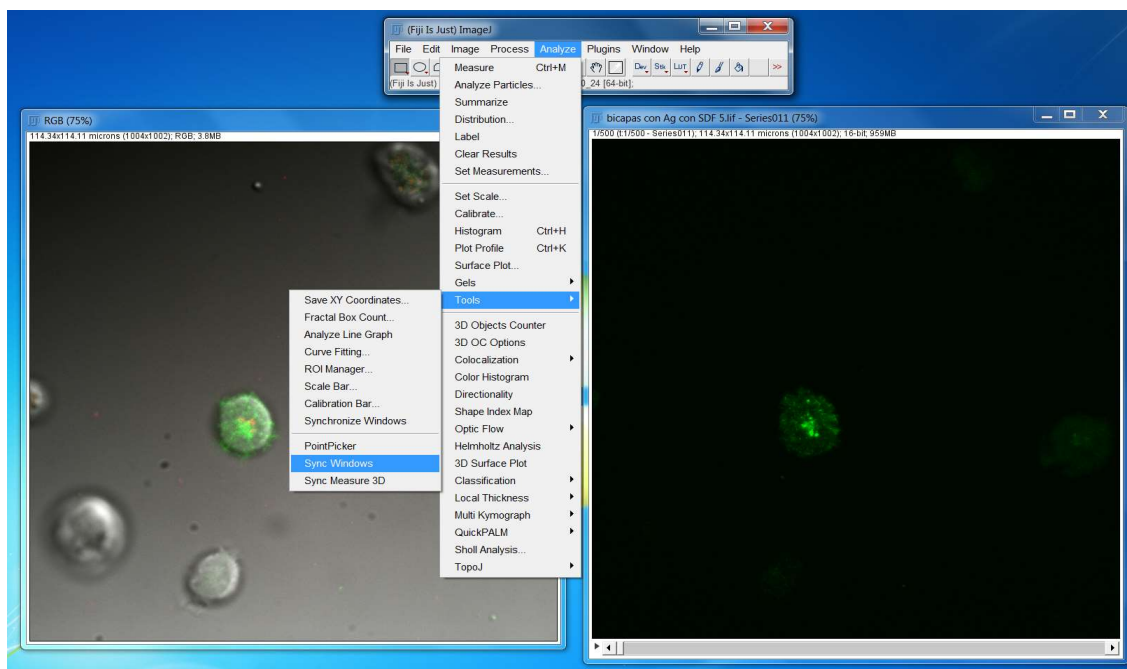 (Fiji Is Just) ImageJ
File Edit Image Process Analyze Plugins Window Help
Dev Stk LUT >>
(Fiji Is Just)
0_24 [64-bit];
RGB (75%)
114.34x114.11 microns (1004x1002); RGB; 3.8MB
bicapas con Ag con SDF 5.lif - Series011 (75%)
1/500 (t:1/500 - Series011); 114.34x114.11 microns (1004x1002); 16-bit; 959MB
Measure Ctrl+M
Analyze Particles...
Summarize
Distribution...
Label
Clear Results
Set Measurements...
Set Scale...
Calibrate...
Histogram Ctrl+H
Plot Profile Ctrl+K
Surface Plot...
Gels
Tools
3D Objects Counter
3D OC Options
Colocalization
Color Histogram
Directionality
Shape Index Map
Optic Flow
Helmholtz Analysis
3D Surface Plot
Classification
Local Thickness
Multi Kymograph
QuickPALM
Sholl Analysis...
TopoJ
Save XY Coordinates...
Fractal Box Count...
Analyze Line Graph
Curve Fitting...
ROI Manager...
Scale Bar...
Calibration Bar...
Synchronize Windows
PointPicker
Sync Windows
Sync Measure 3D